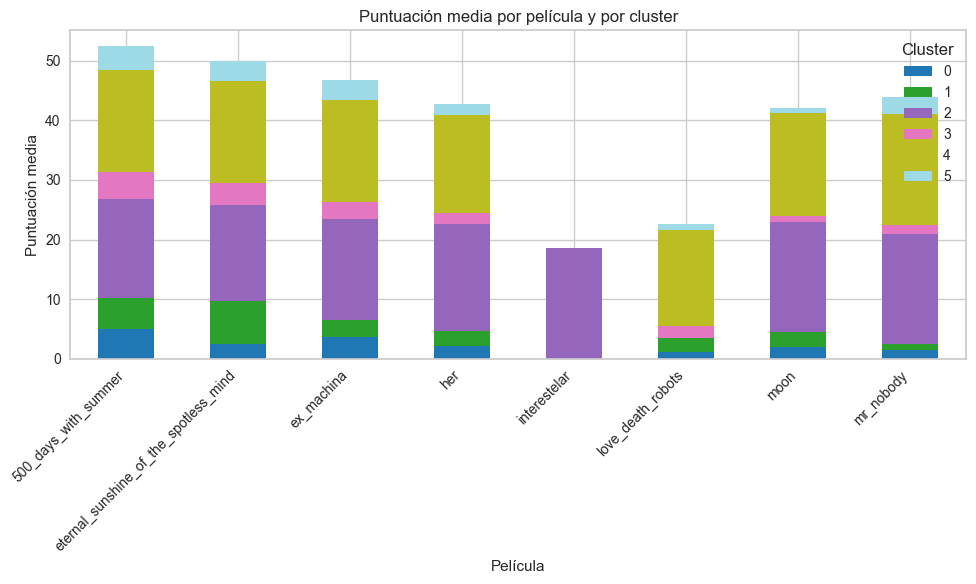 Puntuación media por película y por cluster
Puntuación media
50
40
30
20
10
0
Cluster
0
1
2
3
4
5
500_days_with_summer
eternal_sunshine_of_the_spotless_mind
ex_machina
her
interestelar
love_death_robots
moon
mr_nobody
Película